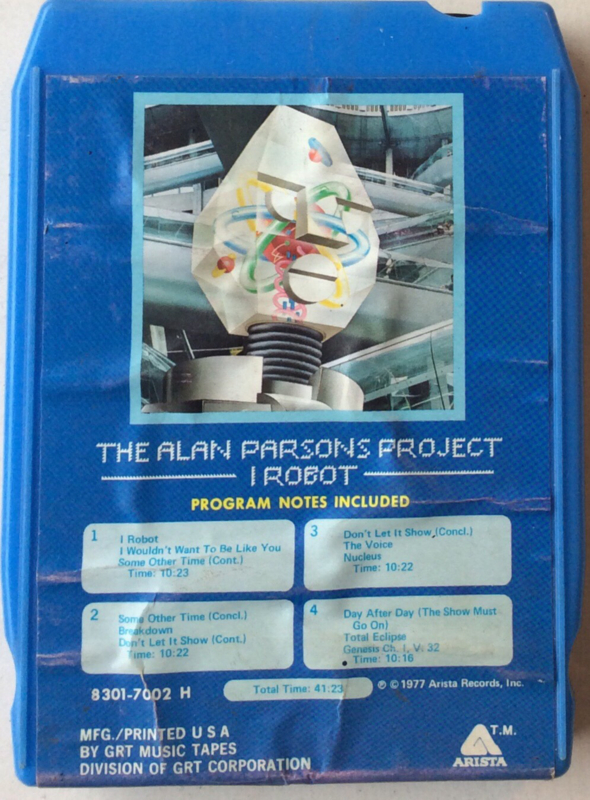 THE ALAN PARSONS PROJECT
I ROBOT
PROGRAM NOTES INCLUDED
1 I Robot
I Wouldn't Want To Be Like You
Some Other Time (Cont.)
Time: 10:23
2 Some Other Time (Concl.)
Breakdown
Don't Let It Show (Cont.)
Time: 10:22
3 Don't Let It Show (Concl.)
The Voice
Nucleus
Time: 10:22
4 Day After Day (The Show Must
Go On)
Total Eclipse
Genesis Ch. I, V. 32
Time: 10:16
8301-7002 H
Total Time: 41:23
℗ © 1977 Arista Records, Inc.
MFG./PRINTED U S A
BY GRT MUSIC TAPES
DIVISION OF GRT CORPORATION
T.M.
ARISTA